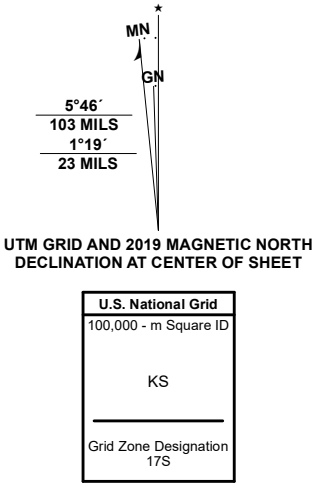 ★
MN
GN
5°46´
103 MILS
1°19´
23 MILS
UTM GRID AND 2019 MAGNETIC NORTH
DECLINATION AT CENTER OF SHEET
U.S. National Grid
100,000 - m Square ID
KS
Grid Zone Designation
17S